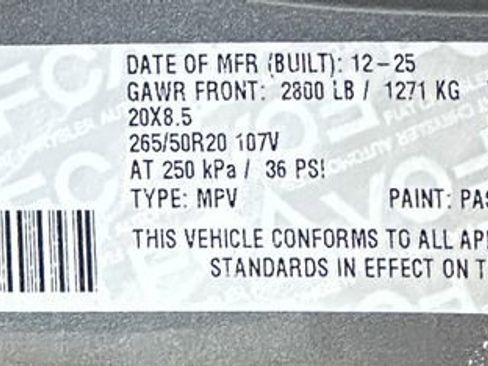 DATE OF MFR (BUILT): 12-25
GAWR FRONT: 2800 LB / 1271 KG
20X8.5
265/50R20 107V
AT 250 kPa / 36 PSI
TYPE: MPV PAINT: PAS
THIS VEHICLE CONFORMS TO ALL
STANDARDS IN EFFECT ON